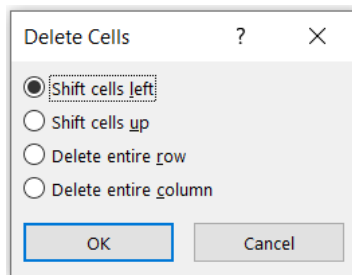 Delete Cells ?
Shift cells left
Shift cells up
Delete entire row
Delete entire column
OK Cancel